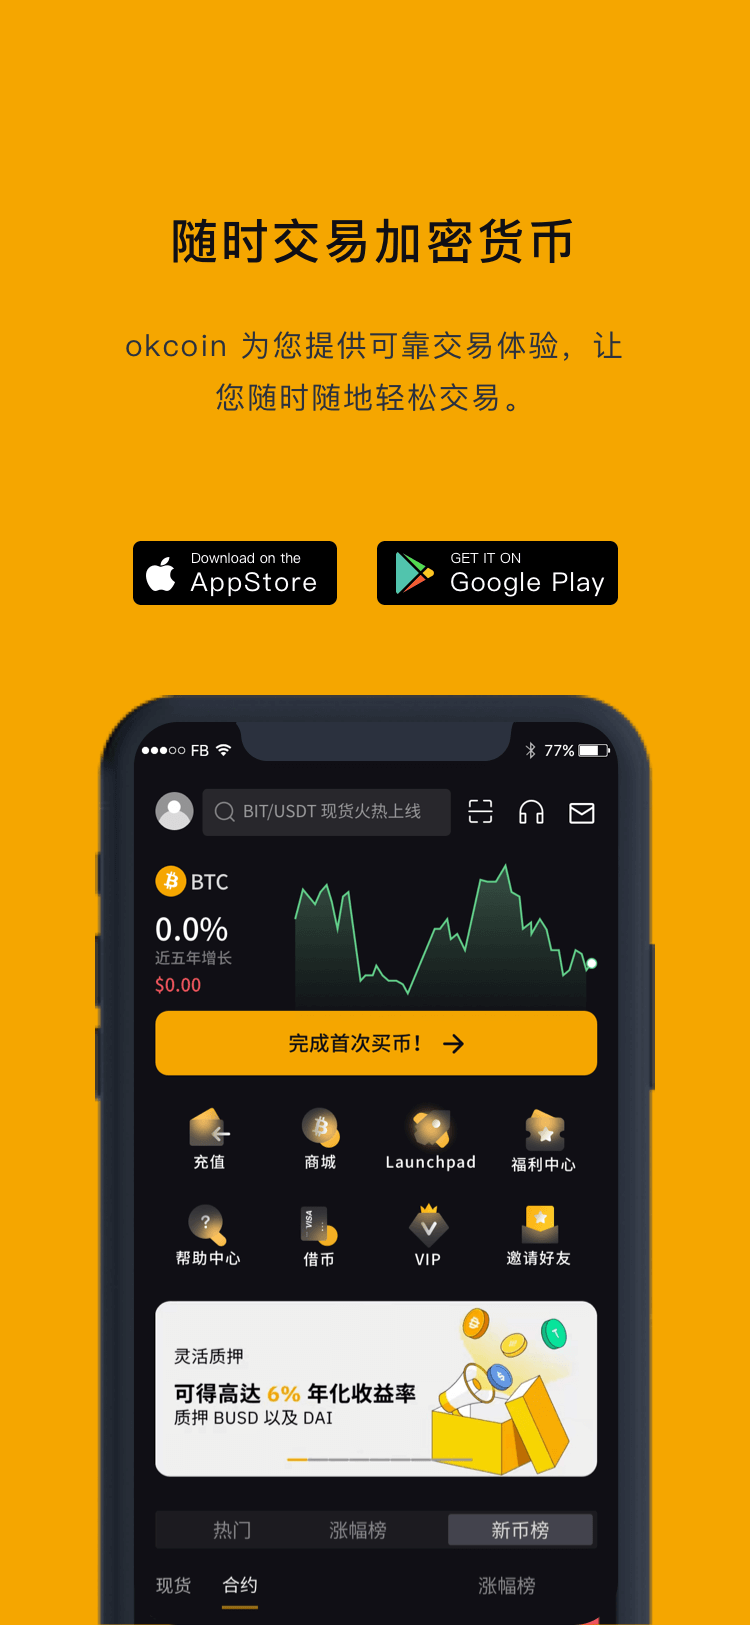 随时交易加密货币
okcoin 为您提供可靠交易体验，让
您随时随地轻松交易。
Download on the
AppStore
GET IT ON
Google Play
FB
77%
BIT/USDT 现货火热上线
BTC
0.0%
近五年增长
$0.00
完成首次买币！
充值
商城
Launchpad
福利中心
VISA
帮助中心
借币
VIP
邀请好友
灵活质押
可得高达 6% 年化收益率
质押 BUSD 以及 DAI
热门
涨幅榜
新币榜
现货
合约
涨幅榜